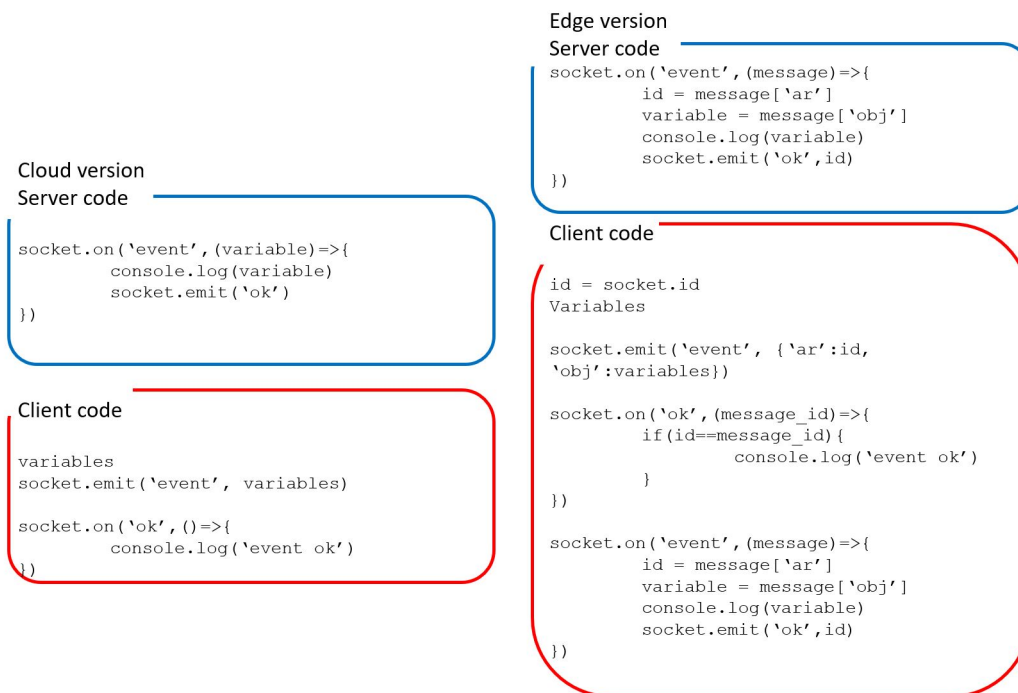 Cloud version
Server code
socket.on(‘event’,(variable)=>{
console.log(variable)
socket.emit(‘ok’)
})
Client code
variables
socket.emit(‘event’, variables)
socket.on(‘ok’,()=>{
console.log(‘event ok’)
})
Edge version
Server code
socket.on(‘event’,(message)=>{
id = message[‘ar’]
variable = message[‘obj’]
console.log(variable)
socket.emit(‘ok’,id)
})
Client code
id = socket.id
Variables
socket.emit(‘event’, {‘ar’:id,
‘obj’:variables})
socket.on(‘ok’,(message_id)=>{
if(id==message_id){
console.log(‘event ok’)
}
})
socket.on(‘event’,(message)=>{
id = message[‘ar’]
variable = message[‘obj’]
console.log(variable)
socket.emit(‘ok’,id)
})